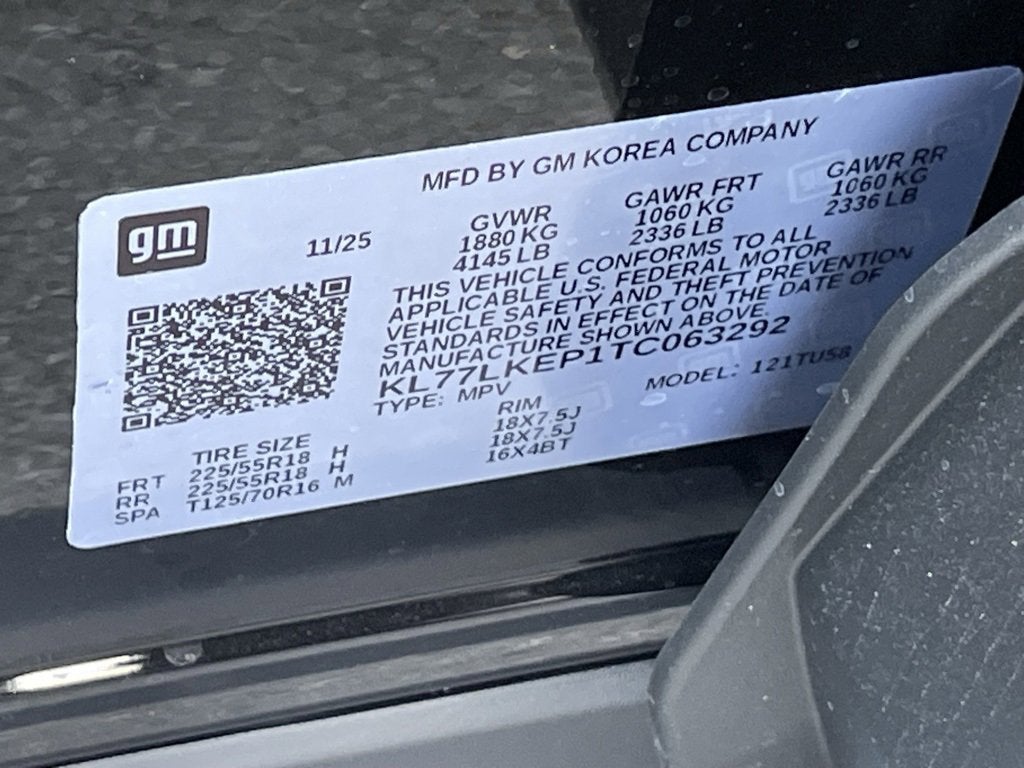 MFD BY GM KOREA COMPANY
gm
11/25
GVWR GAWR FRT GAWR RR
1880 KG 1060 KG 1060 KG
4145 LB 2336 LB 2336 LB
THIS VEHICLE CONFORMS TO ALL
APPLICABLE U.S. FEDERAL MOTOR
VEHICLE SAFETY AND THEFT PREVENTION
STANDARDS IN EFFECT ON THE DATE OF
MANUFACTURE SHOWN ABOVE.
KL77LKEP1TC063292
TYPE: MPV MODEL: 121TU58
TIRE SIZE RIM
FRT 225/55R18 H 18X7.5J
RR 225/55R18 H 18X7.5J
SPA T125/70R16 M 16X4BT